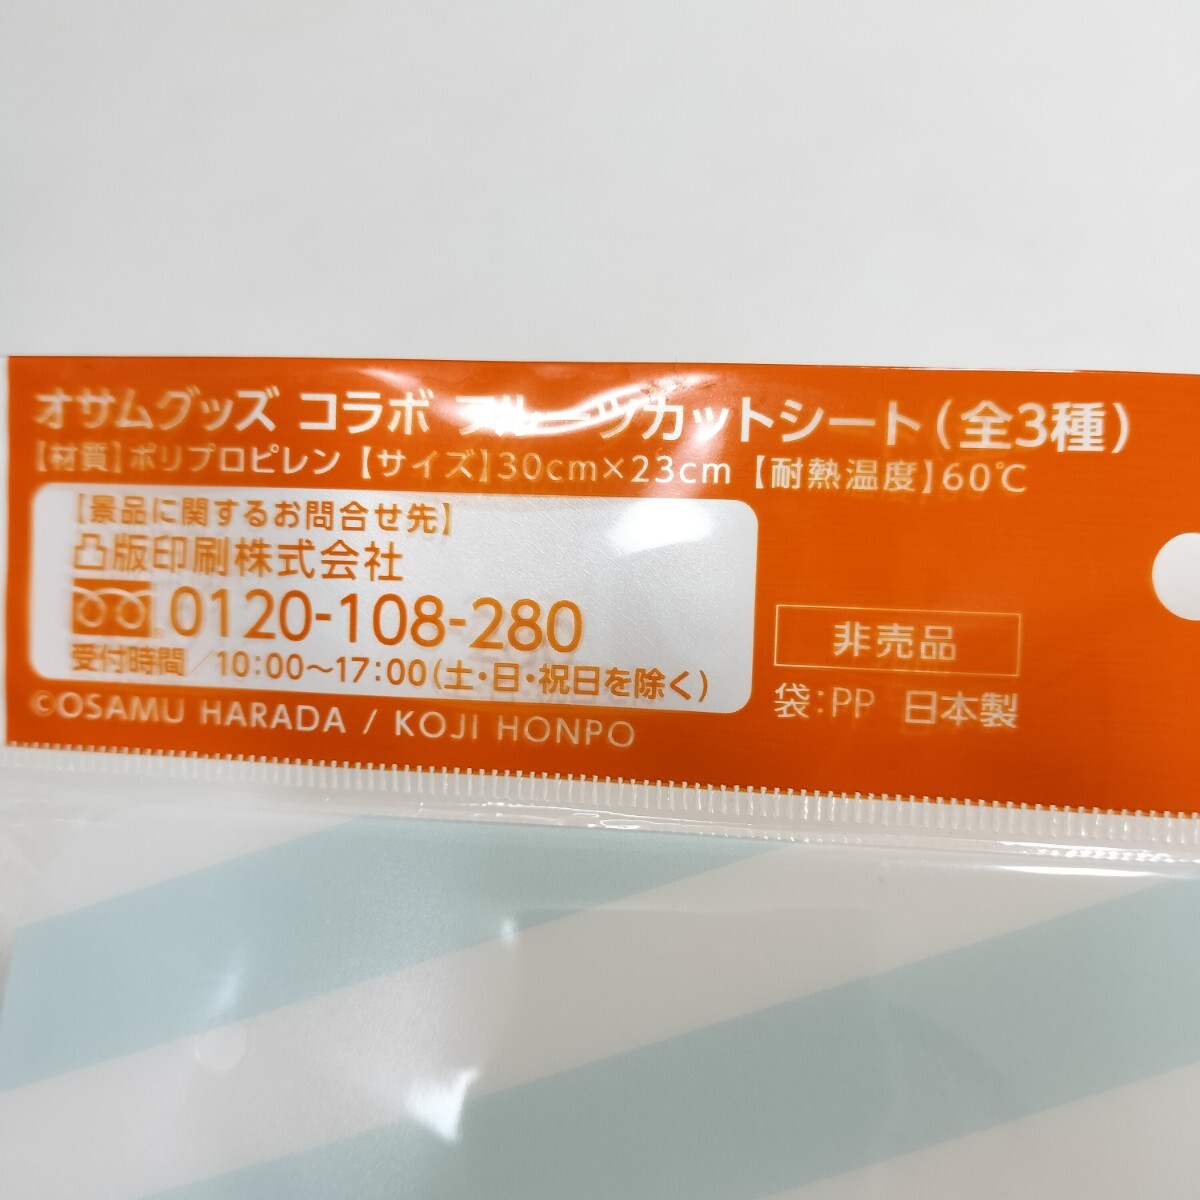 オサムグッズ コラボ フルーツカットシート(全3種)
【材質】ポリプロピレン【サイズ】30cm×23cm【耐熱温度】60℃
【景品に関するお問合せ先】
凸版印刷株式会社
0120-108-280
受付時間／10:00～17:00(土・日・祝日を除く)
©OSAMU HARADA / KOJI HONPO
非売品
袋:PP 日本製